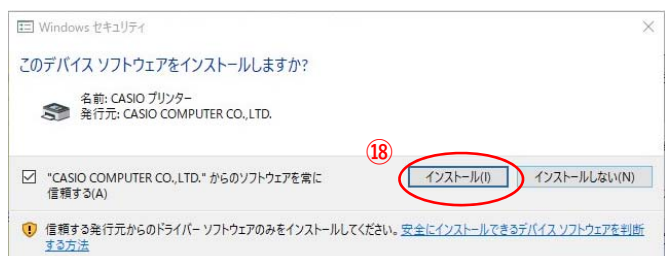 Windows セキュリティ
このデバイス ソフトウェアをインストールしますか?
名前: CASIO プリンター
発行元: CASIO COMPUTER CO.,LTD.
⑱
"CASIO COMPUTER CO.,LTD." からのソフトウェアを常に
信頼する(A)
インストール(I)
インストールしない(N)
信頼する発行元からのドライバー ソフトウェアのみをインストールしてください。安全にインストールできるデバイス ソフトウェアを判断
する方法